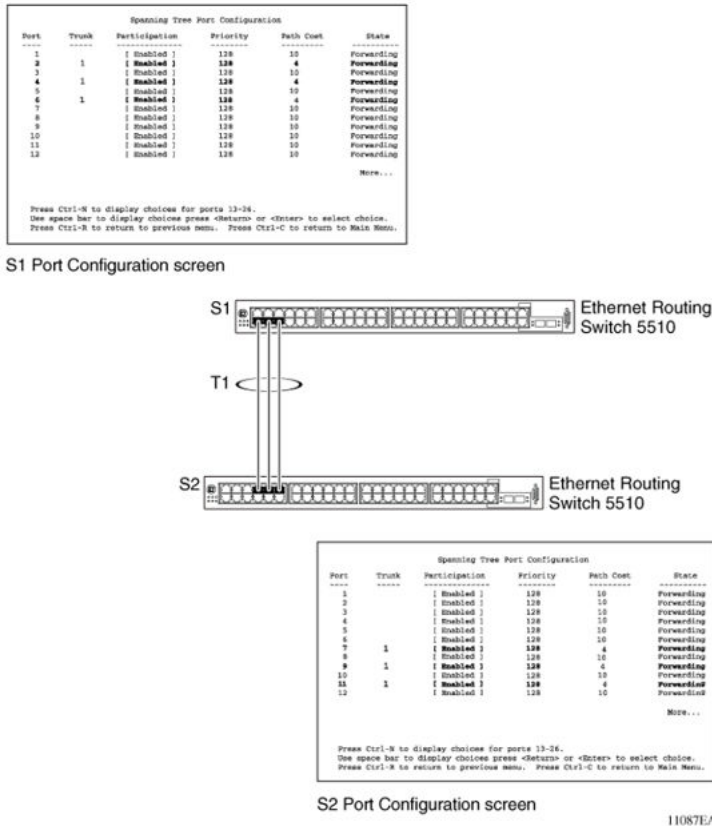 Spanning Tree Port Configuration
Port Trunk Participation Priority Path Cost State
---- ----- ------------- -------- --------- ----------
1 [ Enabled ] 128 10 Forwarding
2 1 [ Enabled ] 128 4 Forwarding
3 [ Enabled ] 128 10 Forwarding
4 1 [ Enabled ] 128 4 Forwarding
5 [ Enabled ] 128 10 Forwarding
6 1 [ Enabled ] 128 4 Forwarding
7 [ Enabled ] 128 10 Forwarding
8 [ Enabled ] 128 10 Forwarding
9 [ Enabled ] 128 10 Forwarding
10 [ Enabled ] 128 10 Forwarding
11 [ Enabled ] 128 10 Forwarding
12 [ Enabled ] 128 10 Forwarding
More...
Press Ctrl-N to display choices for ports 13-26.
Use space bar to display choices press <Return> or <Enter> to select choice.
Press Ctrl-R to return to previous menu. Press Ctrl-C to return to Main Menu.
S1 Port Configuration screen
S1
Ethernet Routing
Switch 5510
T1
S2
Ethernet Routing
Switch 5510
Spanning Tree Port Configuration
Port Trunk Participation Priority Path Cost State
---- ----- ------------- -------- --------- ----------
1 [ Enabled ] 128 10 Forwarding
2 [ Enabled ] 128 10 Forwarding
3 [ Enabled ] 128 10 Forwarding
4 [ Enabled ] 128 10 Forwarding
5 [ Enabled ] 128 10 Forwarding
6 [ Enabled ] 128 10 Forwarding
7 1 [ Enabled ] 128 4 Forwarding
8 [ Enabled ] 128 10 Forwarding
9 1 [ Enabled ] 128 4 Forwarding
10 [ Enabled ] 128 10 Forwarding
11 1 [ Enabled ] 128 4 Forwarding
12 [ Enabled ] 128 10 Forwarding
More...
Press Ctrl-N to display choices for ports 13-26.
Use space bar to display choices press <Return> or <Enter> to select choice.
Press Ctrl-R to return to previous menu. Press Ctrl-C to return to Main Menu.
S2 Port Configuration screen
11087EA